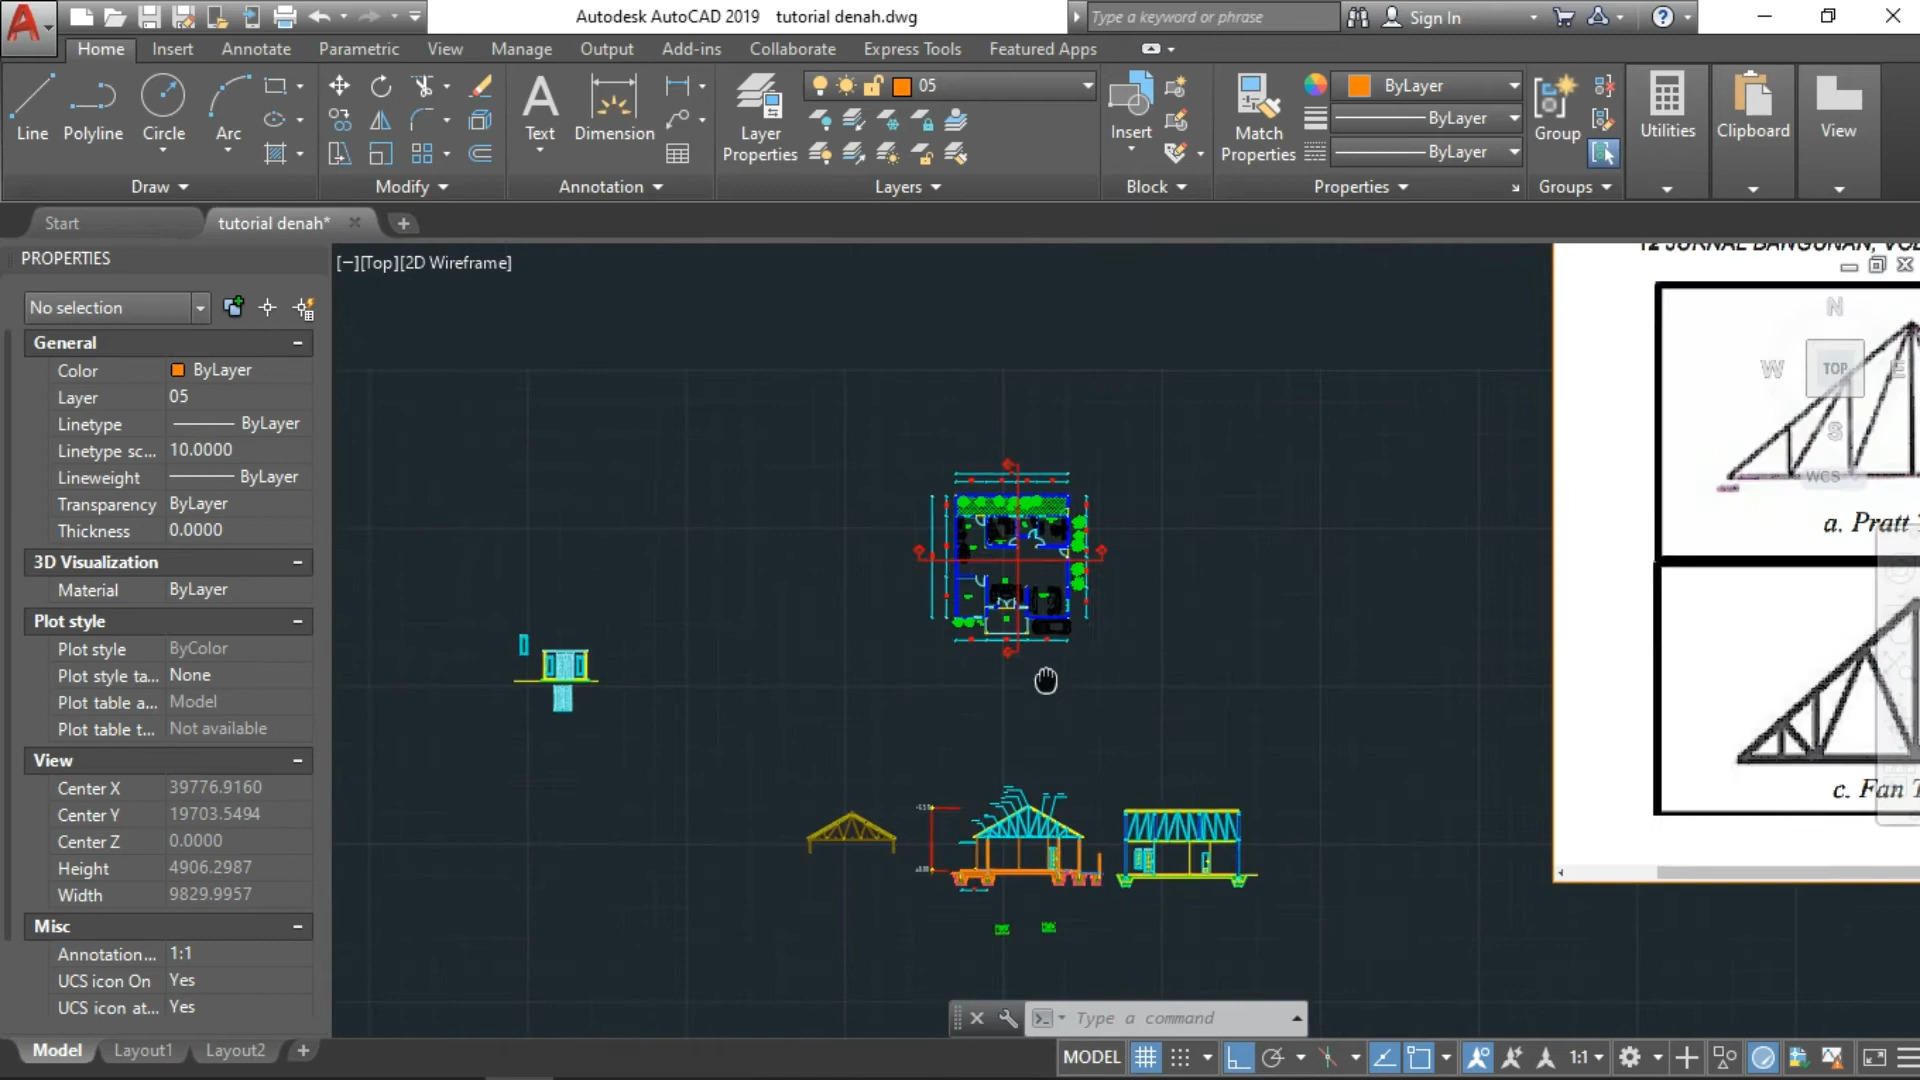 Autodesk AutoCAD 2019 tutorial denah.dwg
Type a keyword or phrase
Sign In
Home Insert Annotate Parametric View Manage Output Add-ins Collaborate Express Tools Featured Apps
Line Polyline Circle Arc
Text Dimension
Layer Properties
05
Insert
Match Properties
ByLayer
ByLayer
ByLayer
Group
Utilities
Clipboard
View
Draw Modify Annotation Layers Block Properties Groups
Start
tutorial denah*
PROPERTIES
[−][Top][2D Wireframe]
No selection
General
Color ByLayer
Layer 05
Linetype ByLayer
Linetype sc... 10.0000
Lineweight ByLayer
Transparency ByLayer
Thickness 0.0000
3D Visualization
Material ByLayer
Plot style
Plot style ByColor
Plot style ta... None
Plot table a... Model
Plot table t... Not available
View
Center X 39776.9160
Center Y 19703.5494
Center Z 0.0000
Height 4906.2987
Width 9829.9957
Misc
Annotation... 1:1
UCS icon On Yes
UCS icon at... Yes
12 JURNAL BANGUNAN, VO
N
W TOP E
S
WCS
a. Pratt
c. Fan T
Type a command
Model Layout1 Layout2
MODEL
1:1